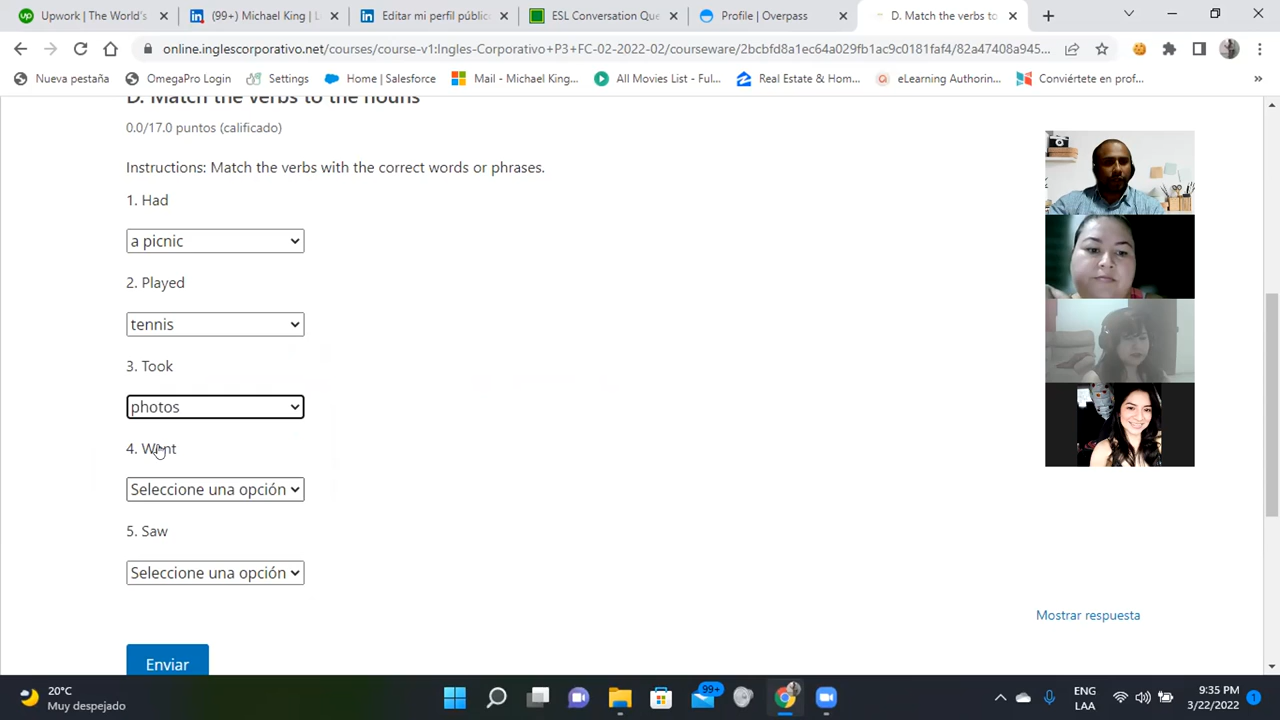 Upwork | The World's
(99+) Michael King | L
Editar mi perfil públic
ESL Conversation Que
Profile | Overpass
D. Match the verbs to
online.inglescorporativo.net/courses/course-v1:Ingles-Corporativo+P3+FC-02-2022-02/courseware/2bcbfd8a1ec64a029fb1ac9c0181faf4/82a47408a945...
Nueva pestaña
OmegaPro Login
Settings
Home | Salesforce
Mail - Michael King...
All Movies List - Ful...
Real Estate & Hom...
eLearning Authorin...
Conviértete en prof...
»
D. Match the verbs to the nouns
0.0/17.0 puntos (calificado)
Instructions: Match the verbs with the correct words or phrases.
1. Had
a picnic
2. Played
tennis
3. Took
photos
4. Went
Seleccione una opción
5. Saw
Seleccione una opción
Mostrar respuesta
Enviar
20°C
Muy despejado
99+
ENG
LAA
9:35 PM
3/22/2022
1